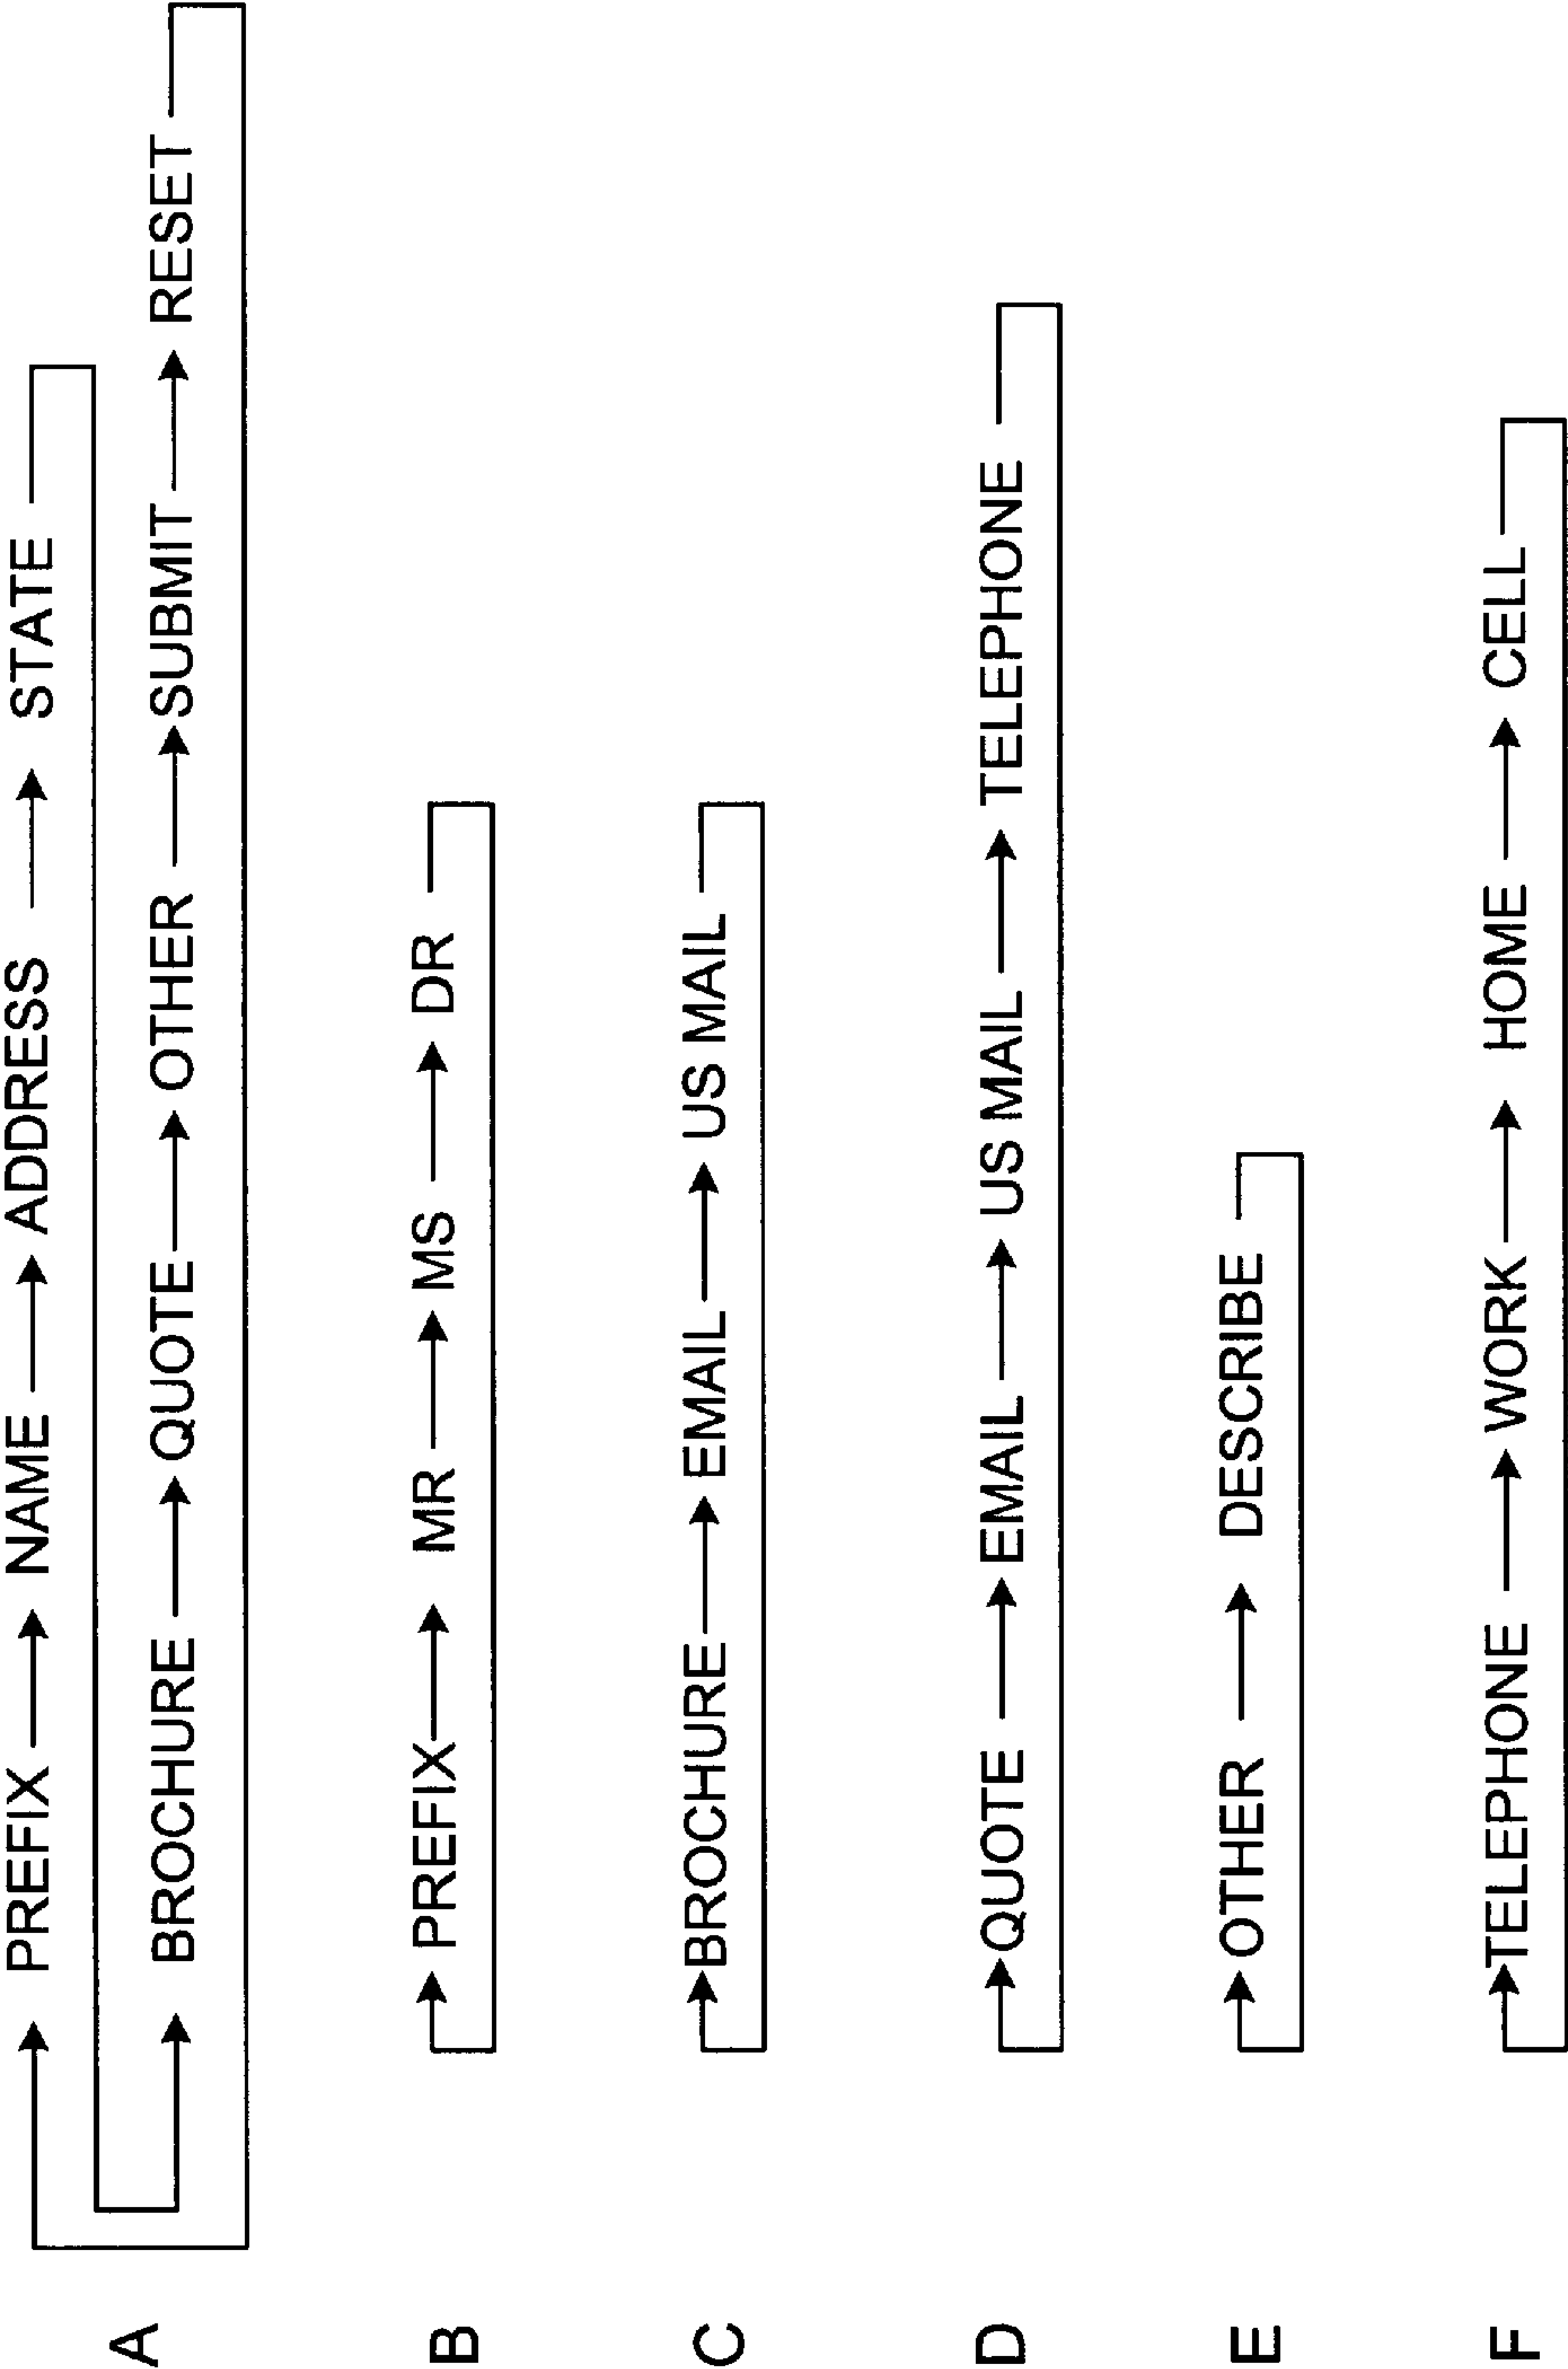 PREFIX → NAME → ADDRESS → STATE
A
BROCHURE → QUOTE → OTHER → SUBMIT → RESET
B PREFIX → MR → MS → DR
C BROCHURE → EMAIL → US MAIL
D QUOTE → EMAIL → US MAIL → TELEPHONE
E OTHER → DESCRIBE
F TELEPHONE → WORK → HOME → CELL